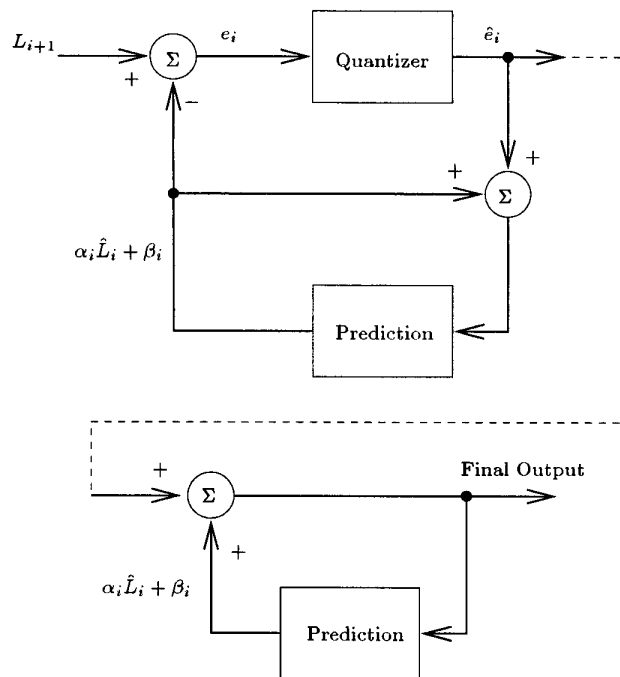 L_{i+1}
+
Σ
e_i
Quantizer
ê_i
−
+
+
Σ
α_i L̂_i + β_i
Prediction
+
Σ
Final Output
+
α_i L̂_i + β_i
Prediction